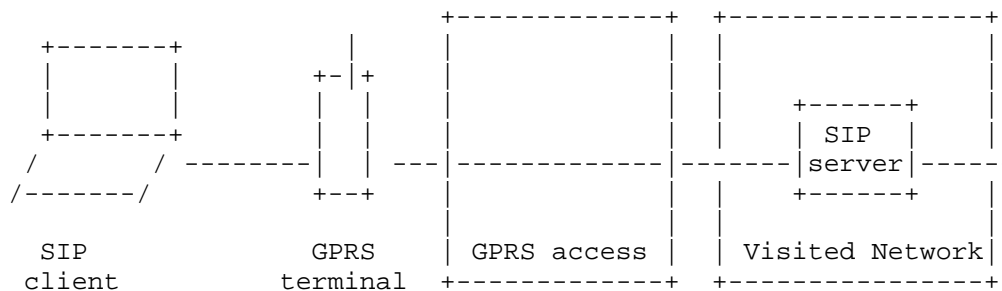 SIP
server
SIP GPRS GPRS access Visited Network
client terminal